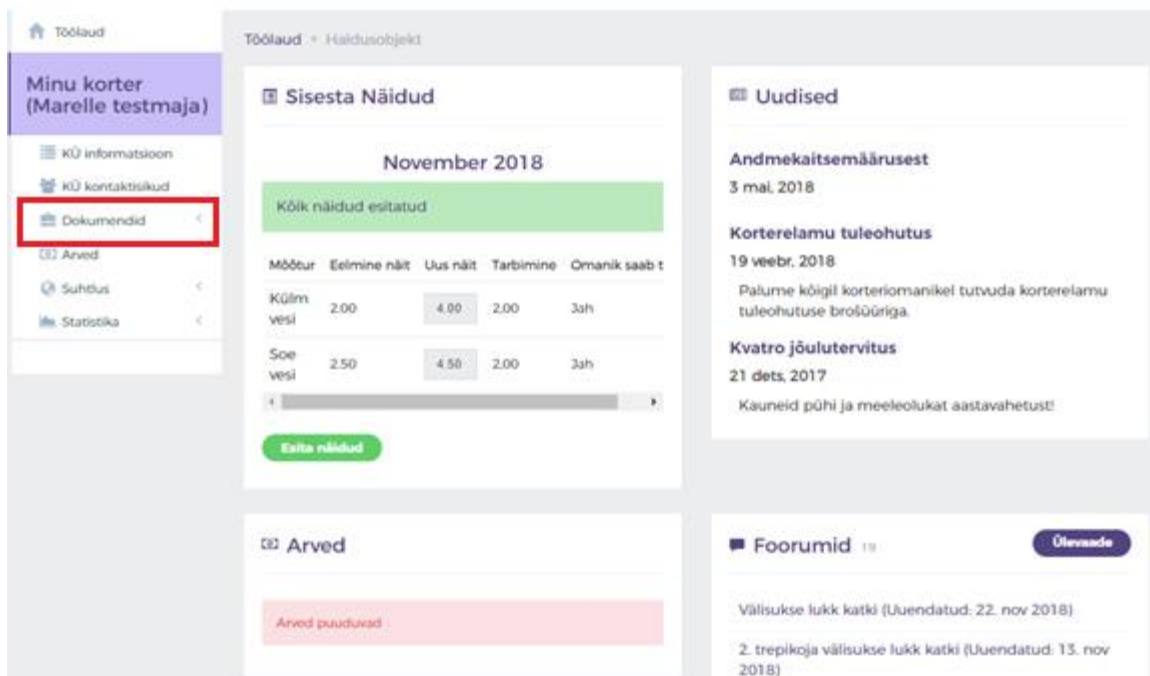 Töölaud
Minu korter
(Marelle testmaja)
KÜ informatsioon
KÜ kontaktisikud
Dokumendid
Arved
Suhtlus
Statistika
Töölaud Haldusobjekt
Sisesta Näidud
November 2018
Kõik näidud esitatud
Mõõtur Eelmine näit Uus näit Tarbimine Omanik saab t
Külm vesi 2.00 4.00 2.00 Jah
Soe vesi 2.50 4.50 2.00 Jah
Esita näidud
Uudised
Andmekaitsemäärusest
3 mai, 2018
Korterelamu tuleohutus
19 veebr, 2018
Palume kõigil korteriomanikel tutvuda korterelamu
tuleohutuse brošüüriga.
Kvatro jõulutervitus
21 dets, 2017
Kauneid pühi ja meeleolukat aastavahetust!
Arved
Arved puuduvad
Foorumid 19
Ülevaade
Välisukse lukk katki (Uuendatud: 22. nov 2018)
2. trepikoja välisukse lukk katki (Uuendatud: 13. nov
2018)